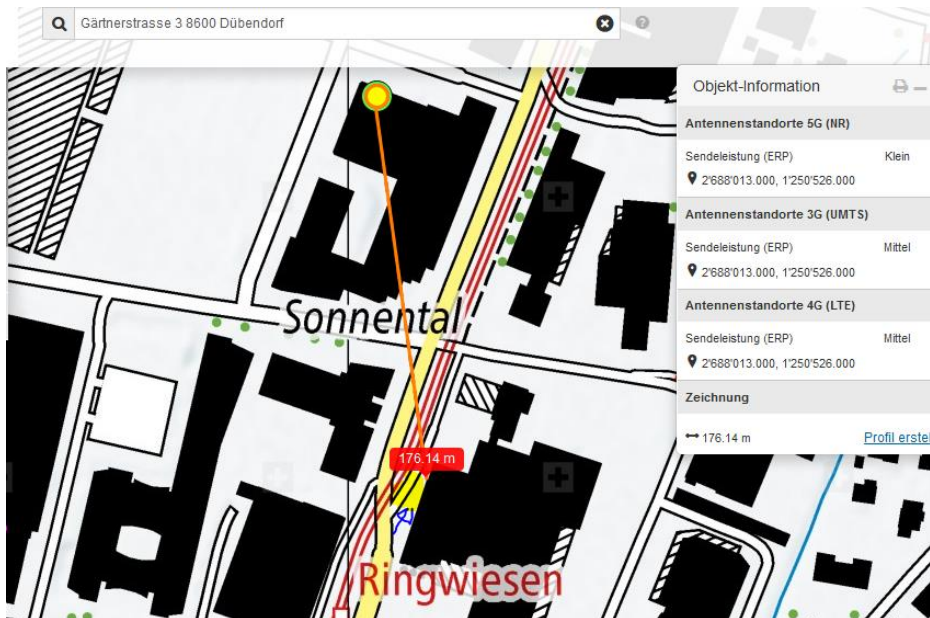 Gärtnerstrasse 3 8600 Dübendorf
Objekt-Information
Antennenstandorte 5G (NR)
Sendeleistung (ERP) Klein
2'688'013.000, 1'250'526.000
Antennenstandorte 3G (UMTS)
Sendeleistung (ERP) Mittel
2'688'013.000, 1'250'526.000
Antennenstandorte 4G (LTE)
Sendeleistung (ERP) Mittel
2'688'013.000, 1'250'526.000
Zeichnung
176.14 m Profil erstel
Sonnental
176.14 m
Ringwiesen